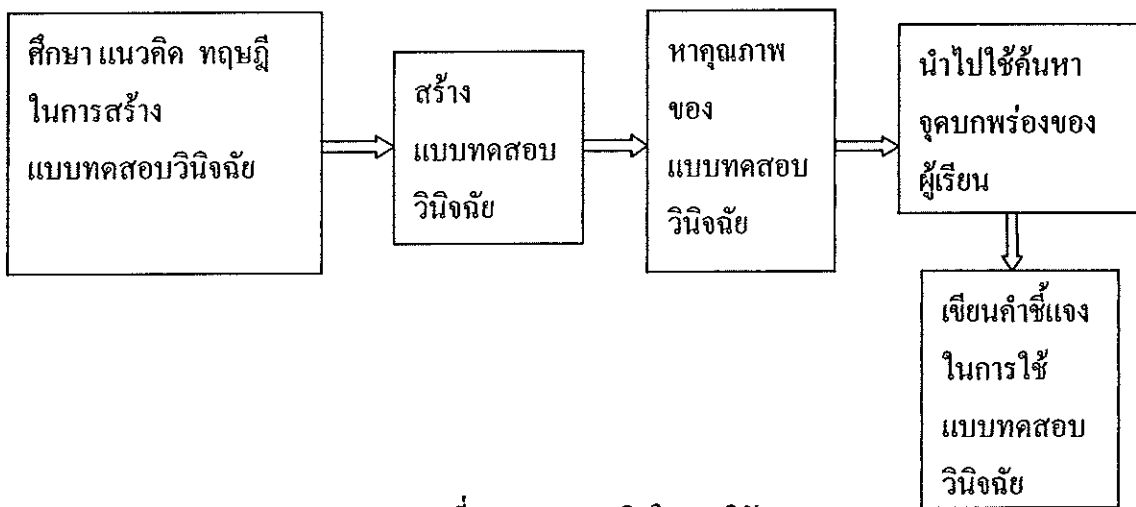 ศึกษา แนวคิด ทฤษฎี
ในการสร้าง
แบบทดสอบวินิจฉัย
สร้าง
แบบทดสอบ
วินิจฉัย
หาคุณภาพ
ของ
แบบทดสอบ
วินิจฉัย
นำไปใช้ค้นหา
จุดบกพร่องของ
ผู้เรียน
เขียนคำชี้แจง
ในการใช้
แบบทดสอบ
วินิจฉัย